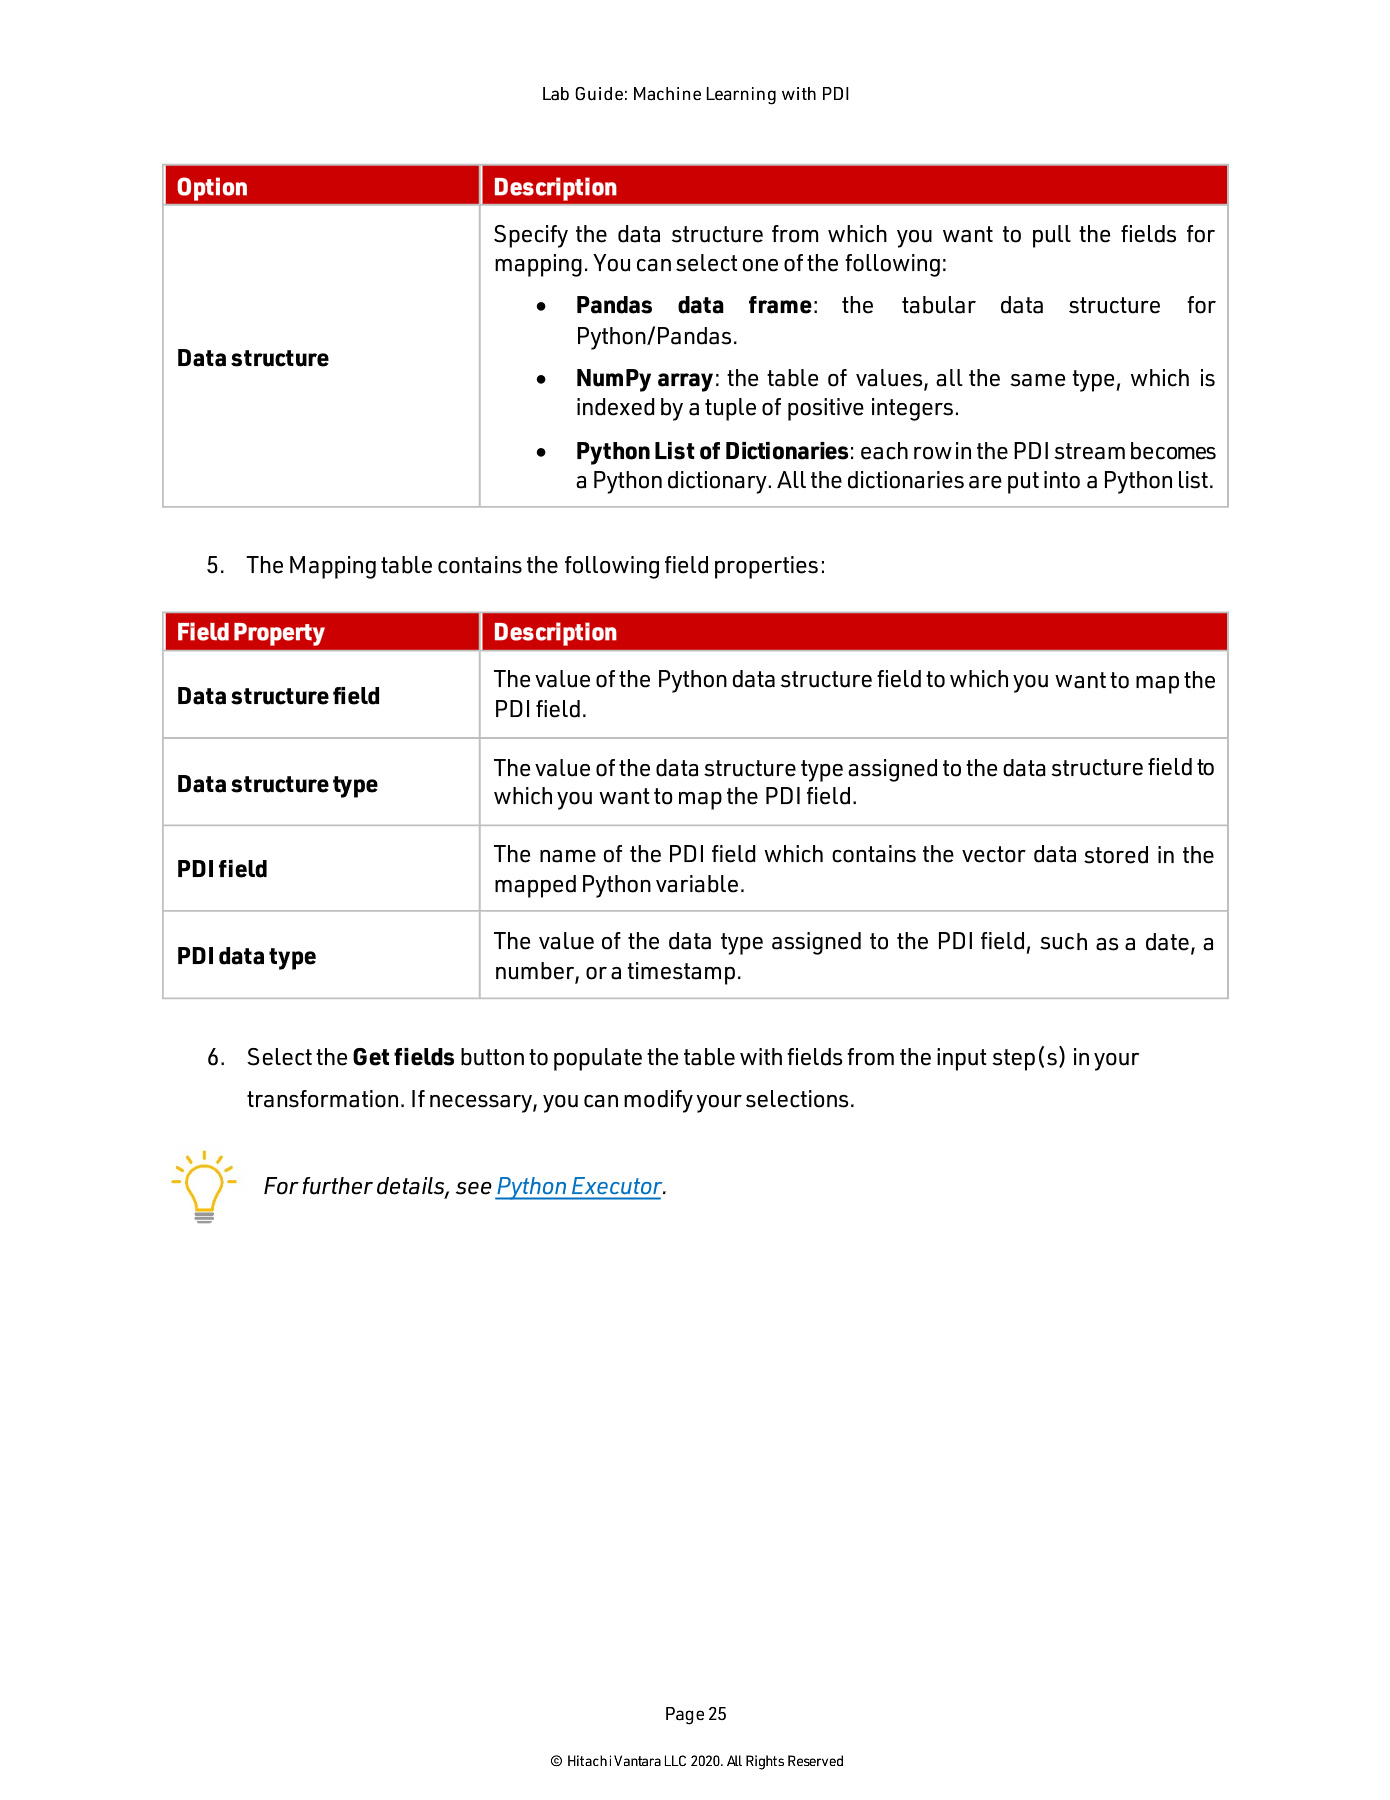 Lab Guide: Machine Learning with PDI
Option
Description
Data structure
Specify the data structure from which you want to pull the fields for
mapping. You can select one of the following:
• Pandas data frame: the tabular data structure for
Python/Pandas.
• NumPy array: the table of values, all the same type, which is
indexed by a tuple of positive integers.
• Python List of Dictionaries: each row in the PDI stream becomes
a Python dictionary. All the dictionaries are put into a Python list.
5. The Mapping table contains the following field properties:
Field Property
Description
Data structure field
The value of the Python data structure field to which you want to map the
PDI field.
Data structure type
The value of the data structure type assigned to the data structure field to
which you want to map the PDI field.
PDI field
The name of the PDI field which contains the vector data stored in the
mapped Python variable.
PDI data type
The value of the data type assigned to the PDI field, such as a date, a
number, or a timestamp.
6. Select the Get fields button to populate the table with fields from the input step(s) in your
transformation. If necessary, you can modify your selections.
For further details, see Python Executor.
Page 25
© Hitachi Vantara LLC 2020. All Rights Reserved